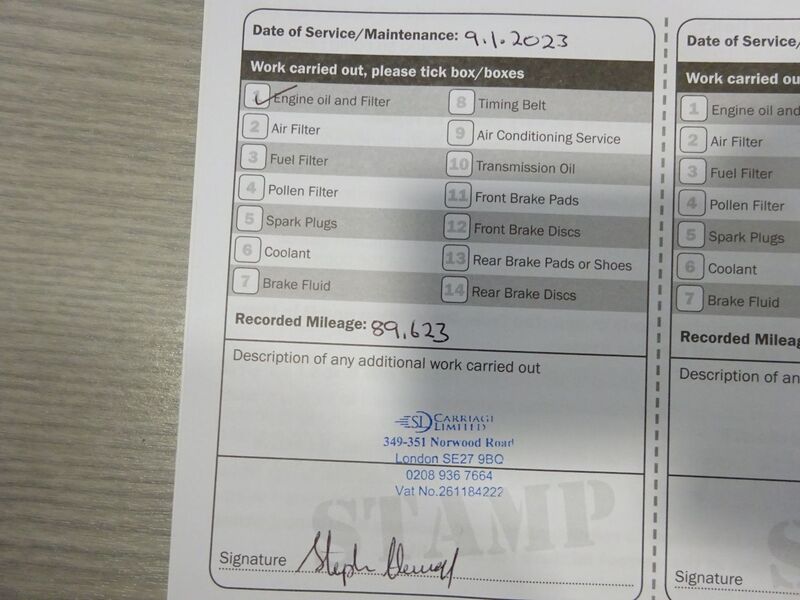 Date of Service/Maintenance: 9.1.2023
Work carried out, please tick box/boxes
1 Engine oil and Filter
2 Air Filter
3 Fuel Filter
4 Pollen Filter
5 Spark Plugs
6 Coolant
7 Brake Fluid
8 Timing Belt
9 Air Conditioning Service
10 Transmission Oil
11 Front Brake Pads
12 Front Brake Discs
13 Rear Brake Pads or Shoes
14 Rear Brake Discs
Recorded Mileage: 89,623
Description of any additional work carried out
CARRIAGE
LIMITED
349-351 Norwood Road
London SE27 9BQ
0208 936 7664
Vat No.261184222
STAMP
Signature Steph
Date of Service/
Work carried ou
1 Engine oil and
2 Air Filter
3 Fuel Filter
4 Pollen Filter
5 Spark Plugs
6 Coolant
7 Brake Fluid
Recorded Mileag
Description of an
S
Signature